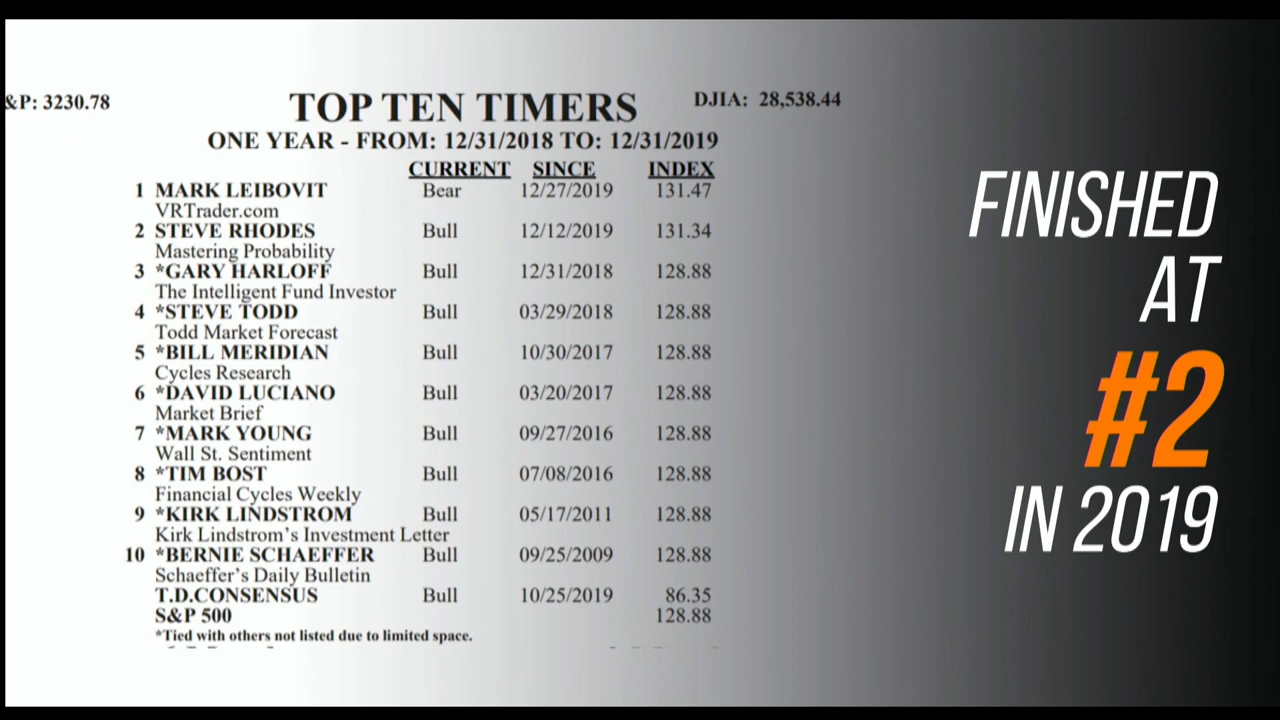 &P: 3230.78
TOP TEN TIMERS
DJIA: 28,538.44
ONE YEAR - FROM: 12/31/2018 TO: 12/31/2019
CURRENT SINCE INDEX
1 MARK LEIBOVIT Bear 12/27/2019 131.47
VRTrader.com
2 STEVE RHODES Bull 12/12/2019 131.34
Mastering Probability
3 *GARY HARLOFF Bull 12/31/2018 128.88
The Intelligent Fund Investor
4 *STEVE TODD Bull 03/29/2018 128.88
Todd Market Forecast
5 *BILL MERIDIAN Bull 10/30/2017 128.88
Cycles Research
6 *DAVID LUCIANO Bull 03/20/2017 128.88
Market Brief
7 *MARK YOUNG Bull 09/27/2016 128.88
Wall St. Sentiment
8 *TIM BOST Bull 07/08/2016 128.88
Financial Cycles Weekly
9 *KIRK LINDSTROM Bull 05/17/2011 128.88
Kirk Lindstrom's Investment Letter
10 *BERNIE SCHAEFFER Bull 09/25/2009 128.88
Schaeffer's Daily Bulletin
T.D.CONSENSUS Bull 10/25/2019 86.35
S&P 500 128.88
*Tied with others not listed due to limited space.
FINISHED
AT
#2
IN 2019